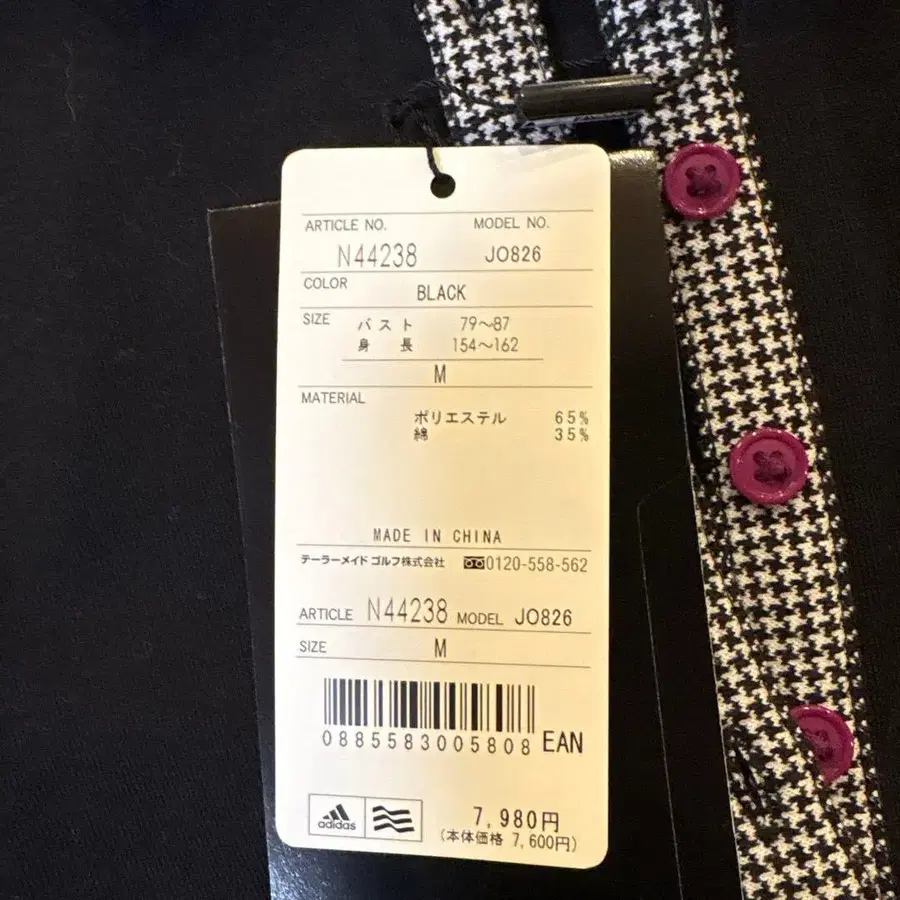 ARTICLE NO. MODEL NO.
N44238 JO826
COLOR
BLACK
SIZE バスト 79～87
身長 154～162
M
MATERIAL
ポリエステル 65%
綿 35%
MADE IN CHINA
テーラーメイド ゴルフ株式会社 0120-558-562
ARTICLE N44238 MODEL JO826
SIZE M
0885583005808 EAN
adidas
7,980円
(本体価格 7,600円)